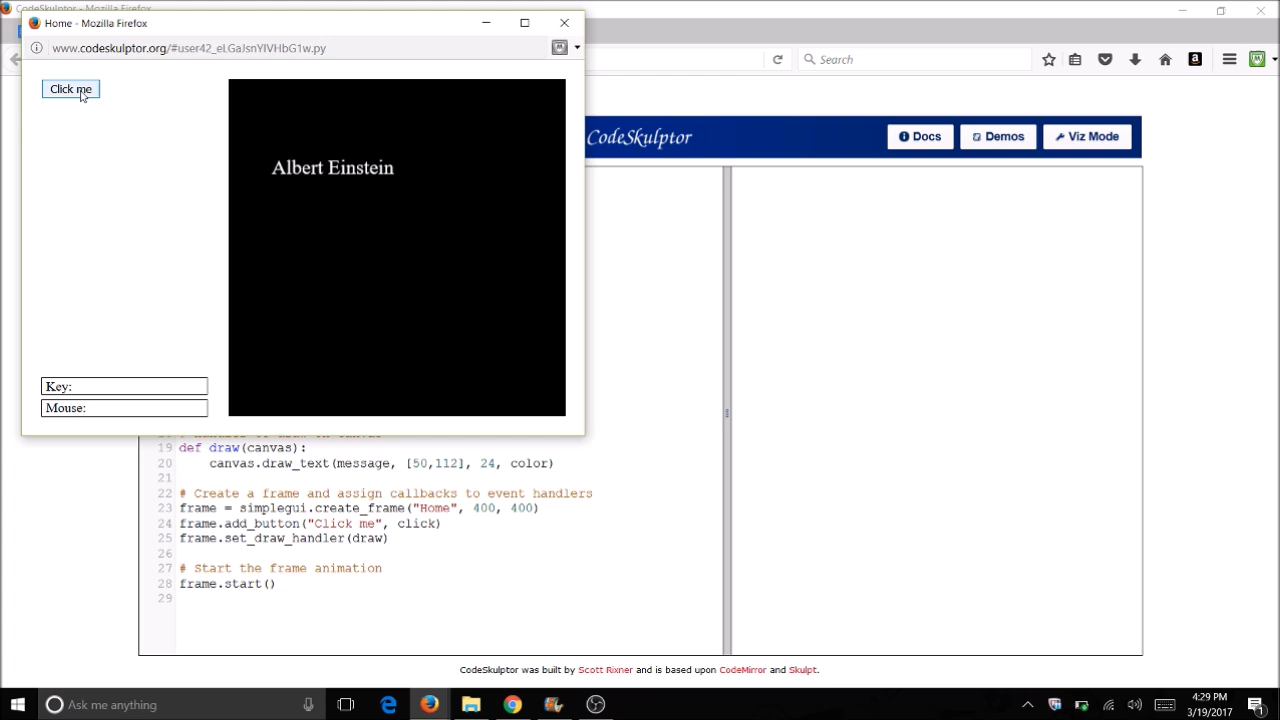 CodeSkulptor - Mozilla Firefox
Home - Mozilla Firefox
www.codeskulptor.org/#user42_eLGaJsnYlVHbG1w.py
Search
Click me
CodeSkulptor
Docs
Demos
Viz Mode
Albert Einstein
Key:
Mouse:
19 def draw(canvas):
20 canvas.draw_text(message, [50,112], 24, color)
21
22 # Create a frame and assign callbacks to event handlers
23 frame = simplegui.create_frame("Home", 400, 400)
24 frame.add_button("Click me", click)
25 frame.set_draw_handler(draw)
26
27 # Start the frame animation
28 frame.start()
29
CodeSkulptor was built by Scott Rixner and is based upon CodeMirror and Skulpt.
Ask me anything
4:29 PM
3/19/2017